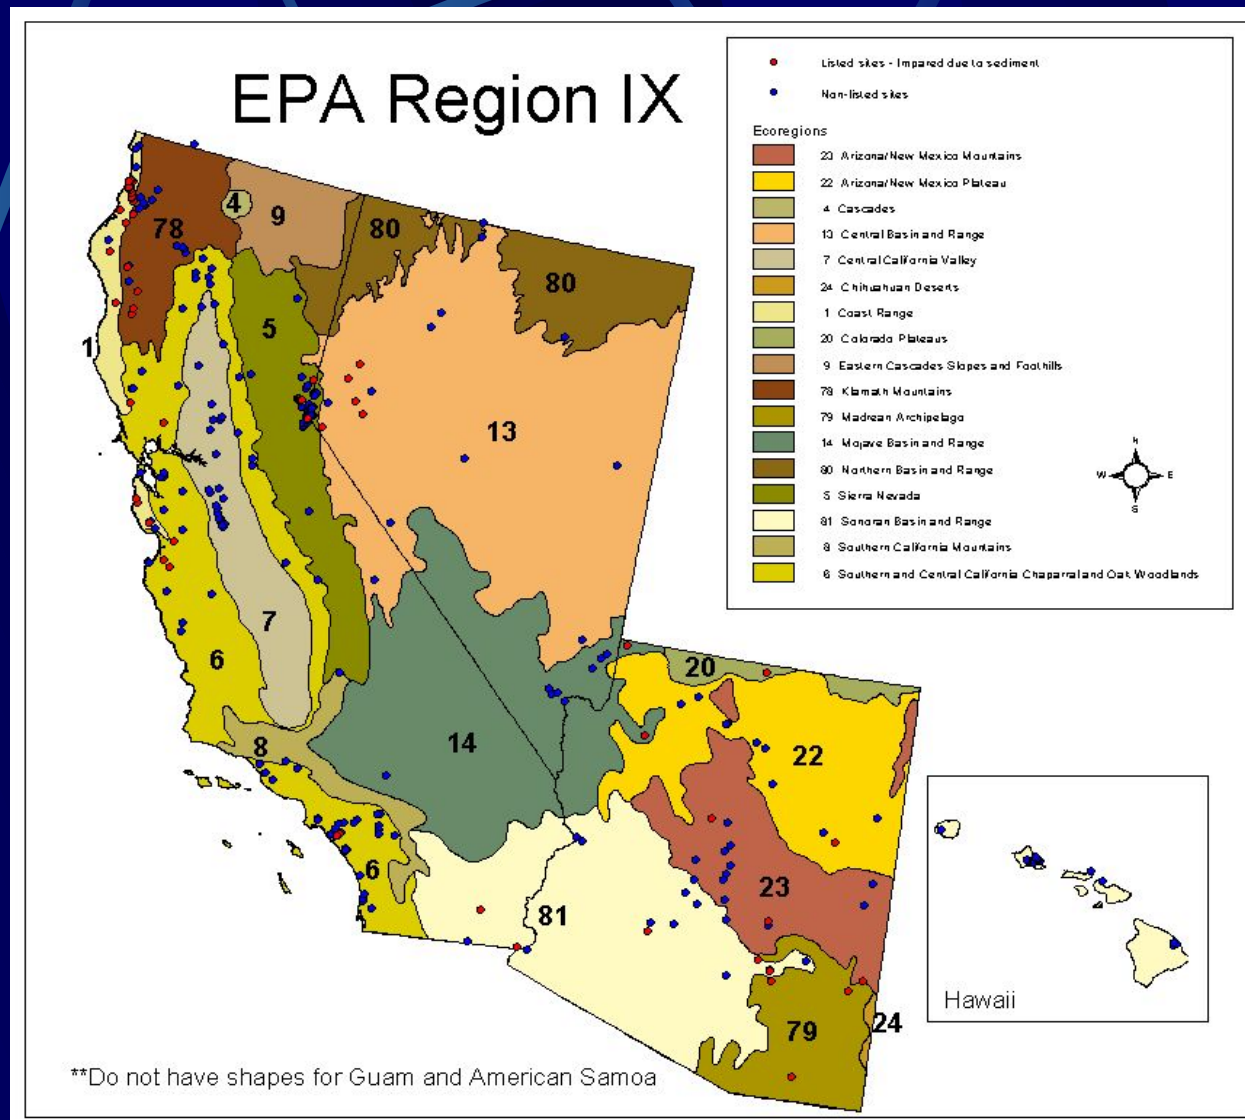 EPA Region IX
Listed sites - Impared due to sediment
Non-listed sites
Ecoregions
23 Arizona/New Mexico Mountains
22 Arizona/New Mexico Plateau
4 Cascades
13 Central Basin and Range
7 Central California Valley
24 Chihuahuan Deserts
1 Coast Range
20 Colorado Plateaus
9 Eastern Cascades Slopes and Foothills
78 Klamath Mountains
79 Madrean Archipelago
14 Mojave Basin and Range
80 Northern Basin and Range
5 Sierra Nevada
81 Sonoran Basin and Range
8 Southern California Mountains
6 Southern and Central California Chaparral and Oak Woodlands
N
W E
S
4
9
78
80
80
5
1
13
7
6
20
14
8
22
6
23
81
24
79
Hawaii
**Do not have shapes for Guam and American Samoa